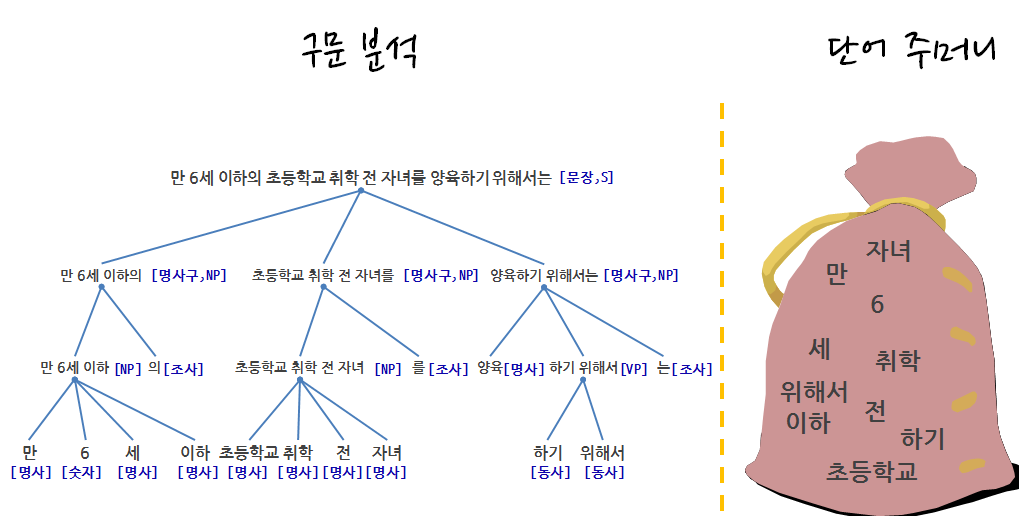 구문 분석
단어 주머니
만 6세 이하의 초등학교 취학 전 자녀를 양육하기 위해서는 [문장,S]
만 6세 이하의 [명사구,NP] 초등학교 취학 전 자녀를 [명사구,NP] 양육하기 위해서는 [명사구,NP]
만 6세 이하 [NP] 의 [조사] 초등학교 취학 전 자녀 [NP] 를 [조사] 양육[명사] 하기 위해서[VP] 는[조사]
만 6 세 이하 초등학교 취학 전 자녀 하기 위해서
[명사] [숫자] [명사] [명사] [명사] [명사] [명사] [명사] [동사] [동사]
자녀
만
6
세
취학
위해서
전
이하
하기
초등학교